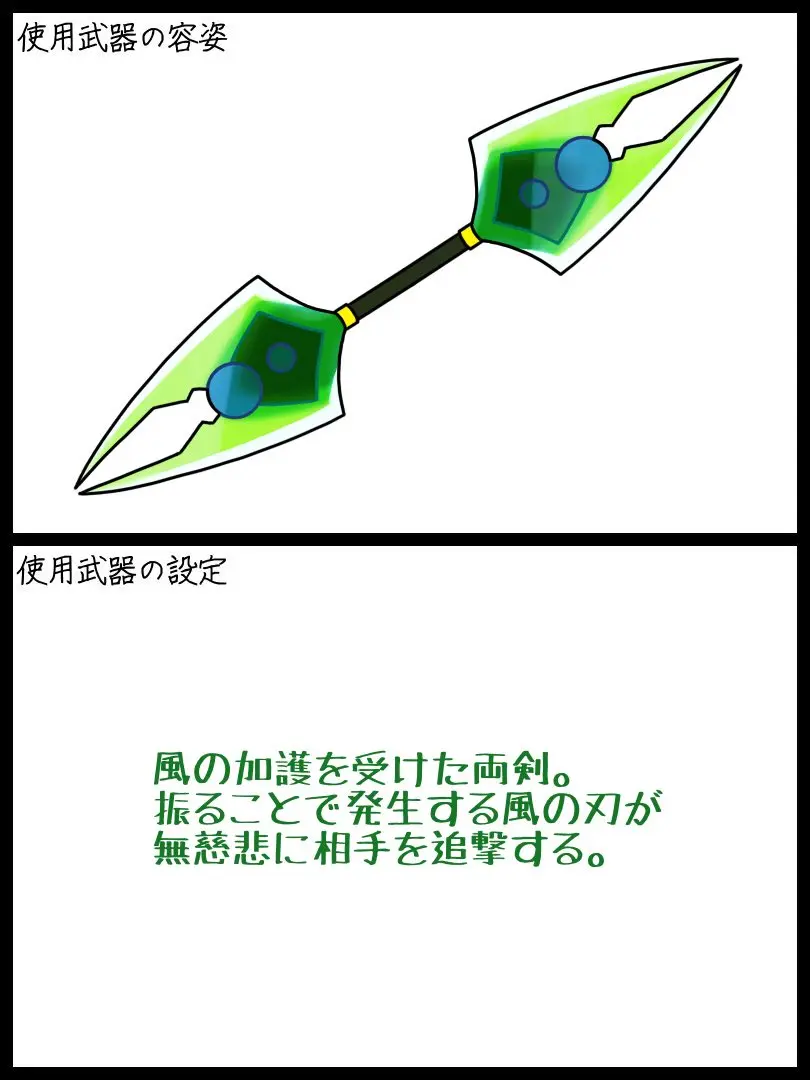 使用武器の容姿
使用武器の設定
風の加護を受けた両剣。
振ることで発生する風の刃が
無慈悲に相手を追撃する。